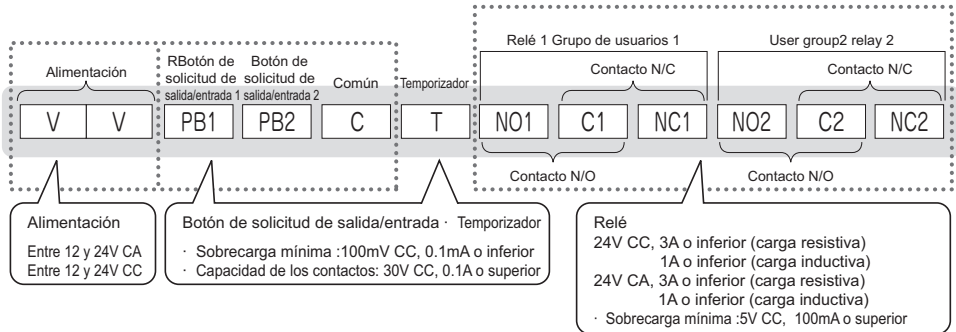 Relé 1 Grupo de usuarios 1
User group2 relay 2
Alimentación
RBotón de solicitud de salida/entrada 1
Botón de solicitud de salida/entrada 2
Común
Temporizador
Contacto N/C
Contacto N/C
V V PB1 PB2 C T NO1 C1 NC1 NO2 C2 NC2
Contacto N/O
Contacto N/O
Alimentación
Entre 12 y 24V CA
Entre 12 y 24V CC
Botón de solicitud de salida/entrada · Temporizador
· Sobrecarga mínima :100mV CC, 0.1mA o inferior
· Capacidad de los contactos: 30V CC, 0.1A o superior
Relé
24V CC, 3A o inferior (carga resistiva)
1A o inferior (carga inductiva)
24V CA, 3A o inferior (carga resistiva)
1A o inferior (carga inductiva)
· Sobrecarga mínima :5V CC, 100mA o superior